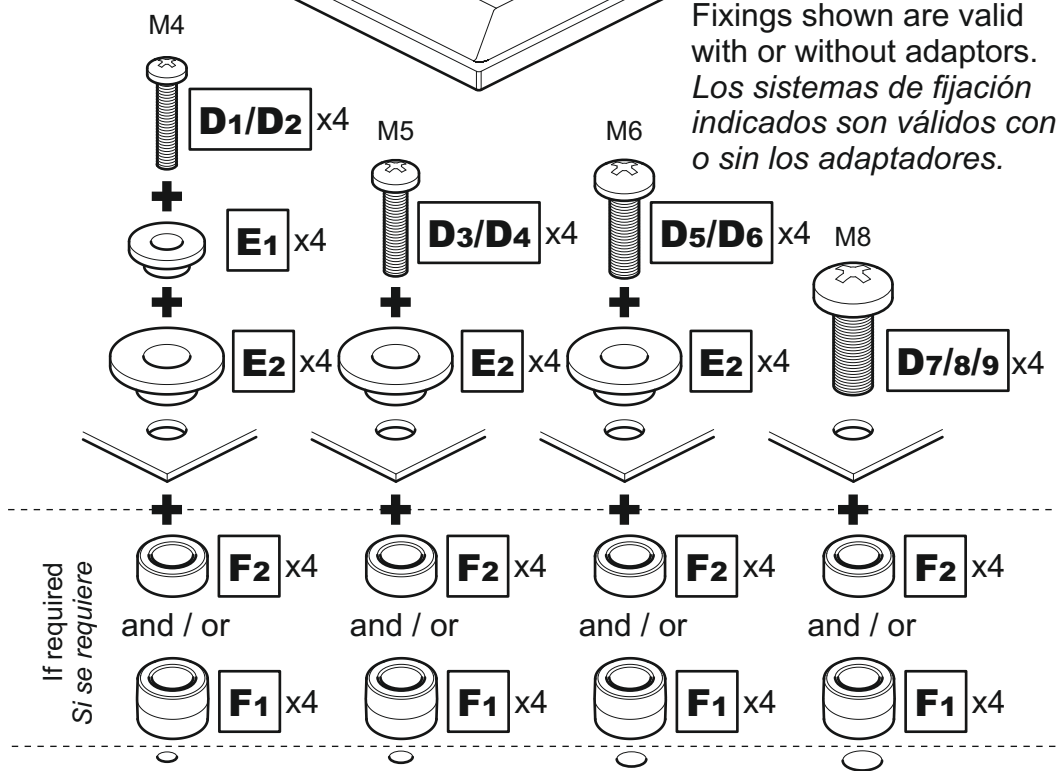 Fixings shown are valid
with or without adaptors.
Los sistemas de fijación
indicados son válidos con
o sin los adaptadores.
M4
D1/D2 x4
M5
M6
D3/D4 x4
D5/D6 x4
M8
E1 x4
E2 x4
E2 x4
E2 x4
D7/8/9 x4
If required
Si se requiere
F2 x4
F2 x4
F2 x4
F2 x4
and / or
and / or
and / or
and / or
F1 x4
F1 x4
F1 x4
F1 x4